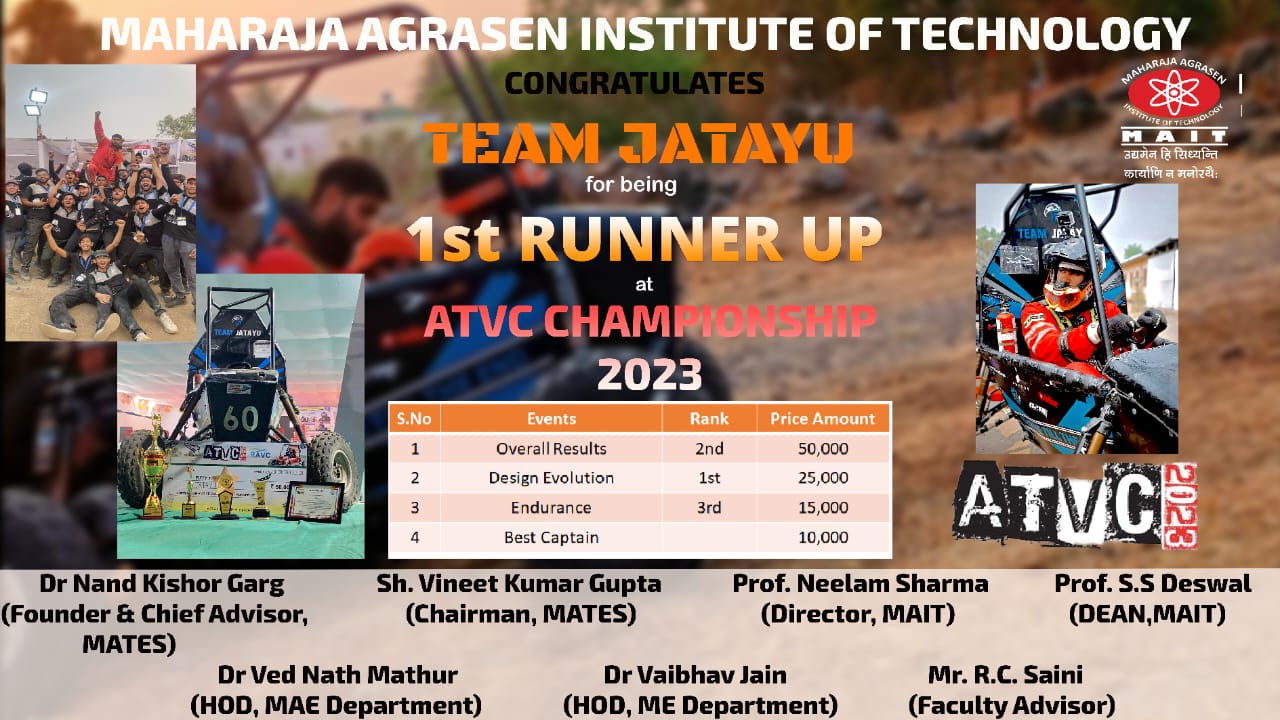 MAHARAJA AGRASEN INSTITUTE OF TECHNOLOGY
CONGRATULATES
TEAM JATAYU
for being
1st RUNNER UP
at
ATVC CHAMPIONSHIP
2023
MAHARAJA AGRASEN
INSTITUTE OF TECHNOLOGY
MAIT
उद्यमेन हि सिध्यन्ति
कार्याणि न मनोरथैः
TEAM JATAYU
60
ATVC
TEAM JATAY
S.No Events Rank Price Amount
1 Overall Results 2nd 50,000
2 Design Evolution 1st 25,000
3 Endurance 3rd 15,000
4 Best Captain 10,000
ATVC 2023
Dr Nand Kishor Garg
(Founder & Chief Advisor,
MATES)
Sh. Vineet Kumar Gupta
(Chairman, MATES)
Prof. Neelam Sharma
(Director, MAIT)
Prof. S.S Deswal
(DEAN,MAIT)
Dr Ved Nath Mathur
(HOD, MAE Department)
Dr Vaibhav Jain
(HOD, ME Department)
Mr. R.C. Saini
(Faculty Advisor)